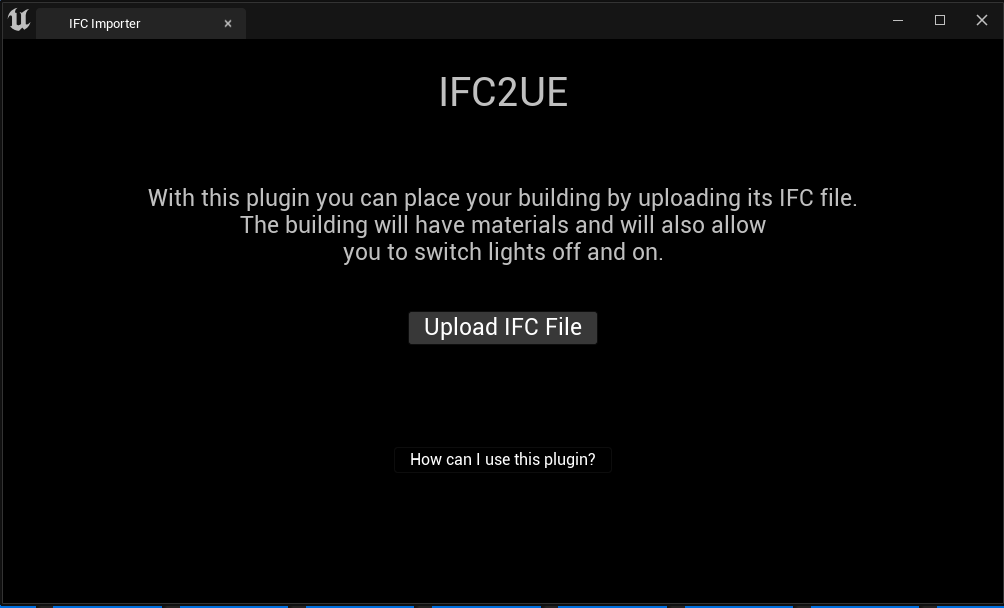 IFC Importer
IFC2UE
With this plugin you can place your building by uploading its IFC file.
The building will have materials and will also allow
you to switch lights off and on.
Upload IFC File
How can I use this plugin?